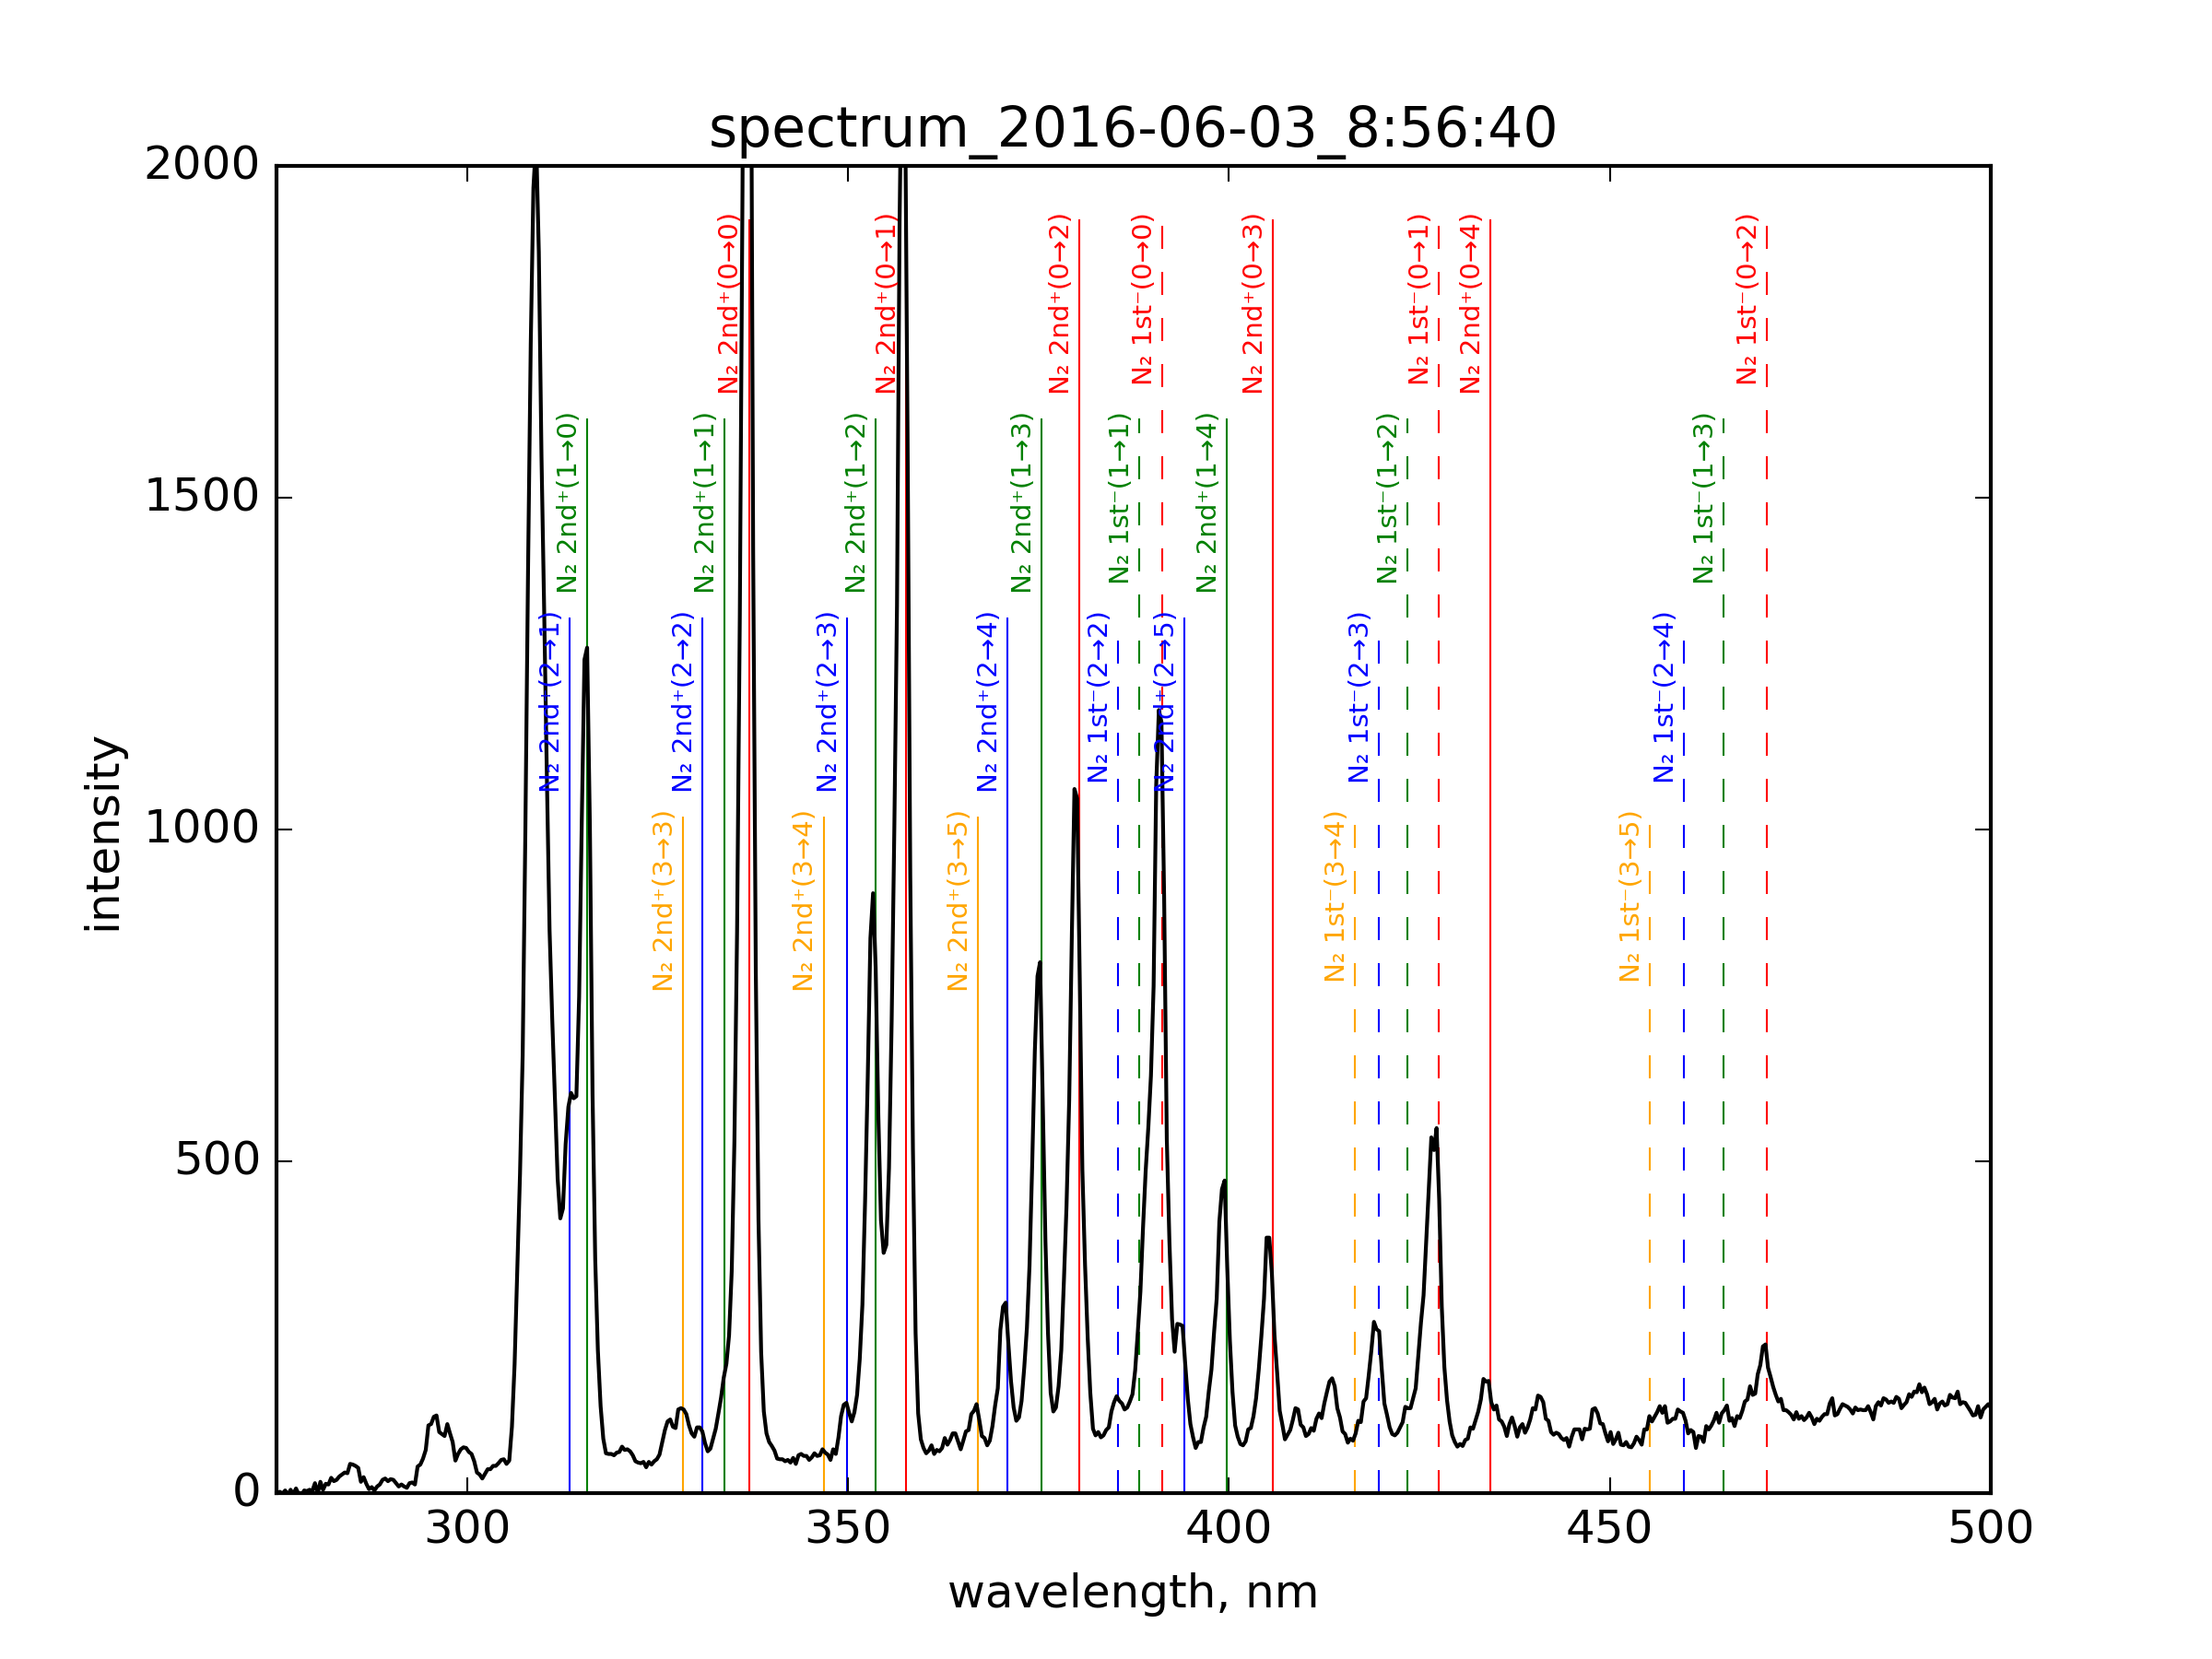 spectrum_2016-06-03_8:56:40
2000
1500
1000
500
0
intensity
N₂ 2nd⁺(0→0)
N₂ 2nd⁺(0→1)
N₂ 2nd⁺(0→2)
N₂ 1st⁻(0→0)
N₂ 2nd⁺(0→3)
N₂ 1st⁻(0→1)
N₂ 2nd⁺(0→4)
N₂ 1st⁻(0→2)
N₂ 2nd⁺(1→0)
N₂ 2nd⁺(1→1)
N₂ 2nd⁺(1→2)
N₂ 2nd⁺(1→3)
N₂ 1st⁻(1→1)
N₂ 2nd⁺(1→4)
N₂ 1st⁻(1→2)
N₂ 1st⁻(1→3)
N₂ 2nd⁺(2→1)
N₂ 2nd⁺(2→2)
N₂ 2nd⁺(2→3)
N₂ 2nd⁺(2→4)
N₂ 1st⁻(2→2)
N₂ 2nd⁺(2→5)
N₂ 1st⁻(2→3)
N₂ 1st⁻(2→4)
N₂ 2nd⁺(3→3)
N₂ 2nd⁺(3→4)
N₂ 2nd⁺(3→5)
N₂ 1st⁻(3→4)
N₂ 1st⁻(3→5)
300 350 400 450 500
wavelength, nm